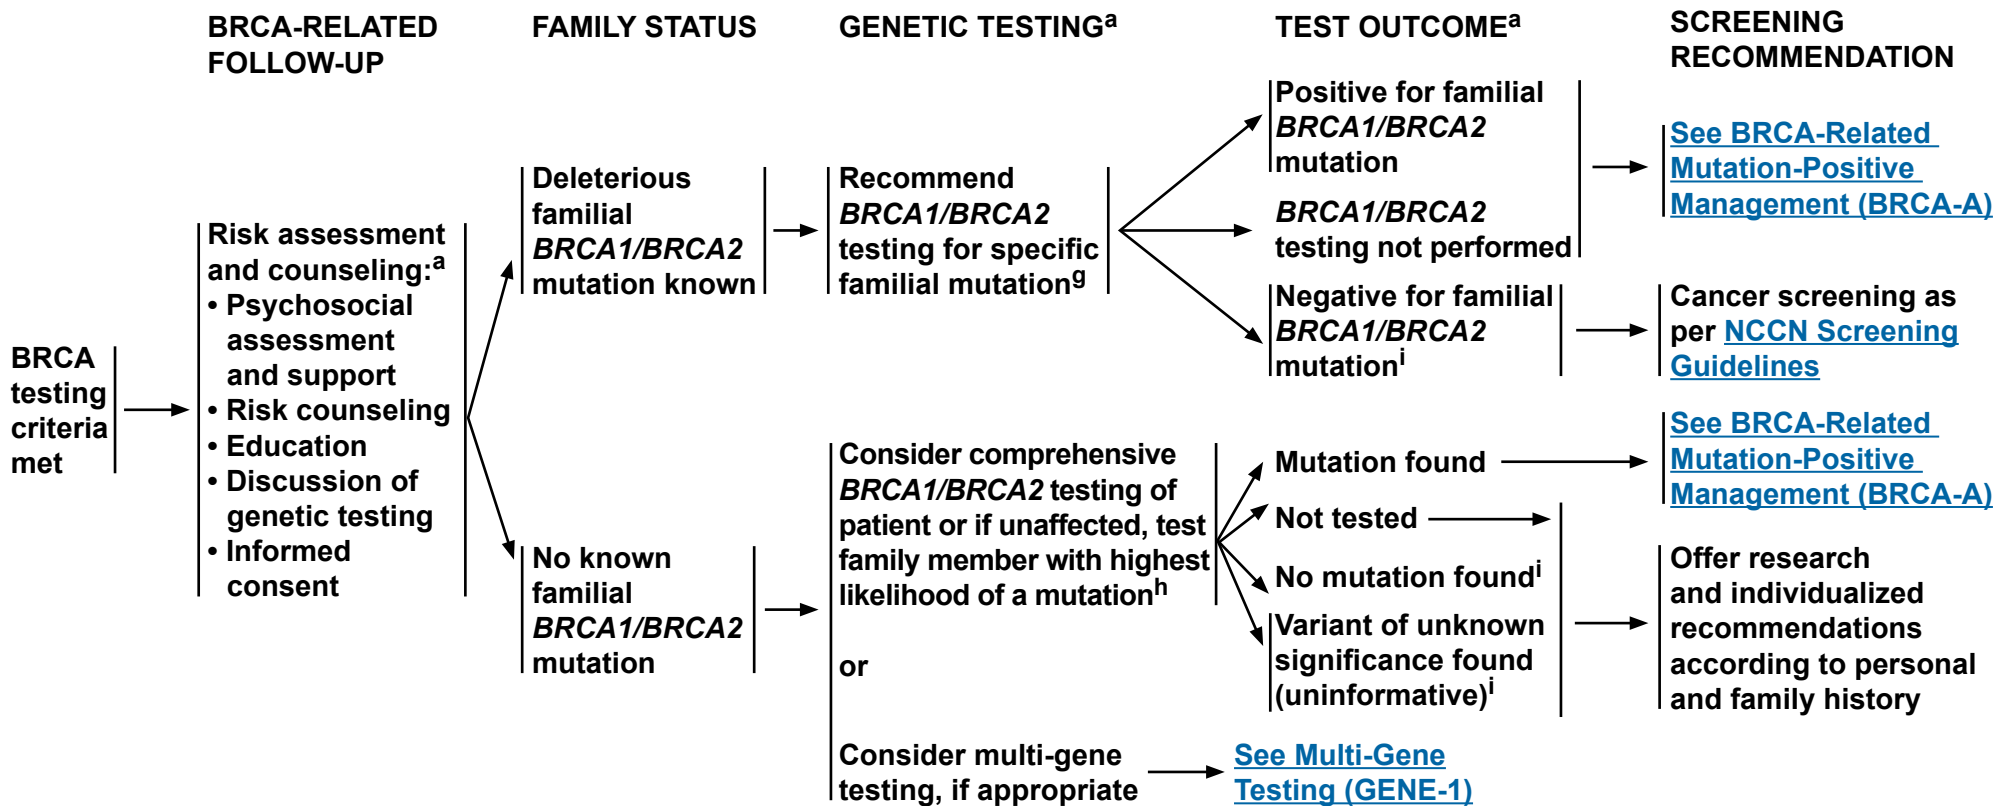 BRCA-RELATED
FOLLOW-UP
FAMILY STATUS
GENETIC TESTINGa
TEST OUTCOMEa
SCREENING
RECOMMENDATION
BRCA
testing
criteria
met
Risk assessment
and counseling:a
• Psychosocial
assessment
and support
• Risk counseling
• Education
• Discussion of
genetic testing
• Informed
consent
Deleterious
familial
BRCA1/BRCA2
mutation known
Recommend
BRCA1/BRCA2
testing for specific
familial mutationg
Positive for familial
BRCA1/BRCA2
mutation
BRCA1/BRCA2
testing not performed
See BRCA-Related
Mutation-Positive
Management (BRCA-A)
Negative for familial
BRCA1/BRCA2
mutationi
Cancer screening as
per NCCN Screening
Guidelines
No known
familial
BRCA1/BRCA2
mutation
Consider comprehensive
BRCA1/BRCA2 testing of
patient or if unaffected, test
family member with highest
likelihood of a mutationh
or
Consider multi-gene
testing, if appropriate
Mutation found
See BRCA-Related
Mutation-Positive
Management (BRCA-A)
Not tested
No mutation foundi
Variant of unknown
significance found
(uninformative)i
Offer research
and individualized
recommendations
according to personal
and family history
See Multi-Gene
Testing (GENE-1)